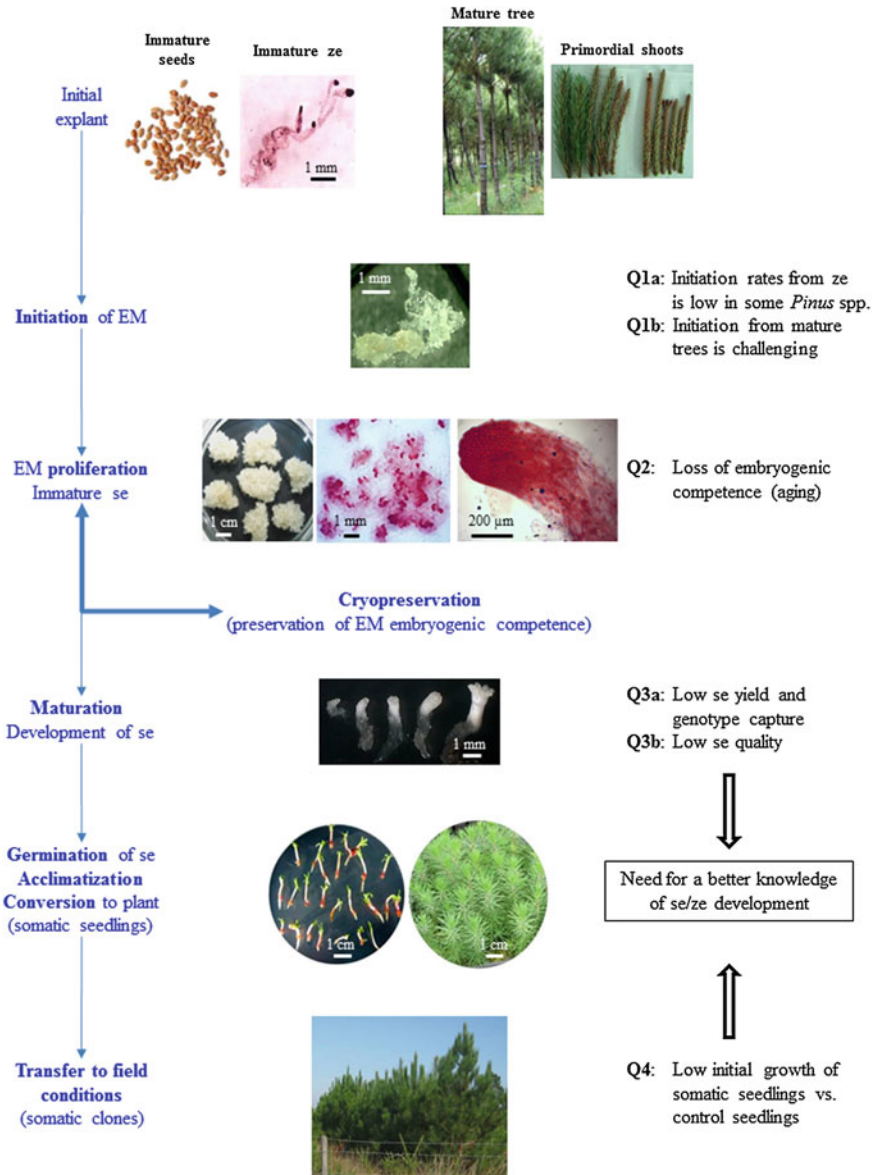 Mature tree
Immature
seeds
Immature ze
Primordial shoots
Initial
explant
1 mm
1 mm
Initiation of EM
Q1a: Initiation rates from ze
is low in some Pinus spp.
Q1b: Initiation from mature
trees is challenging
EM proliferation
Immature se
1 cm
1 mm
200 µm
Q2: Loss of embryogenic
competence (aging)
Cryopreservation
(preservation of EM embryogenic competence)
Maturation
Development of se
1 mm
Q3a: Low se yield and
genotype capture
Q3b: Low se quality
Germination of se
Acclimatization
Conversion to plant
(somatic seedlings)
1 cm
1 cm
Need for a better knowledge
of se/ze development
Transfer to field
conditions
(somatic clones)
Q4: Low initial growth of
somatic seedlings vs.
control seedlings